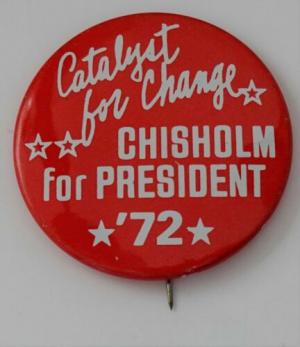 Catalyst
for Change
CHISHOLM
for PRESIDENT
'72